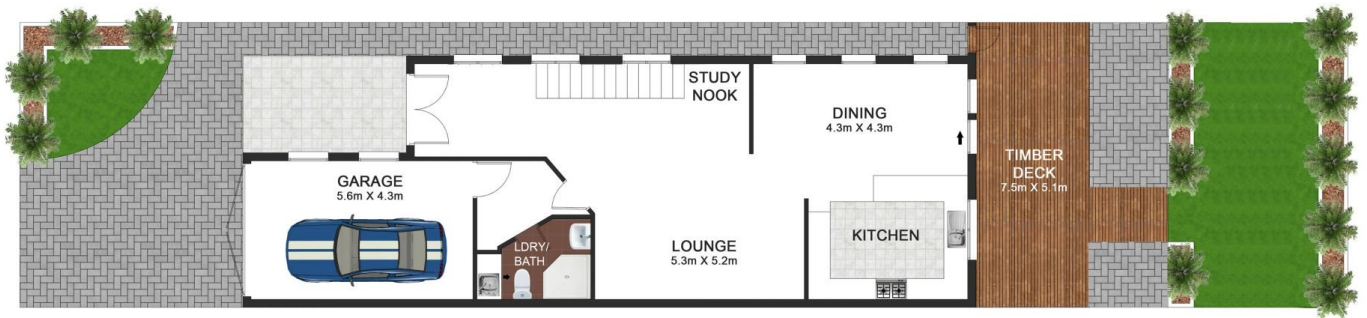 STUDY
NOOK
DINING
4.3m X 4.3m
TIMBER
DECK
7.5m X 5.1m
GARAGE
5.6m X 4.3m
LDRY/
BATH
LOUNGE
5.3m X 5.2m
KITCHEN